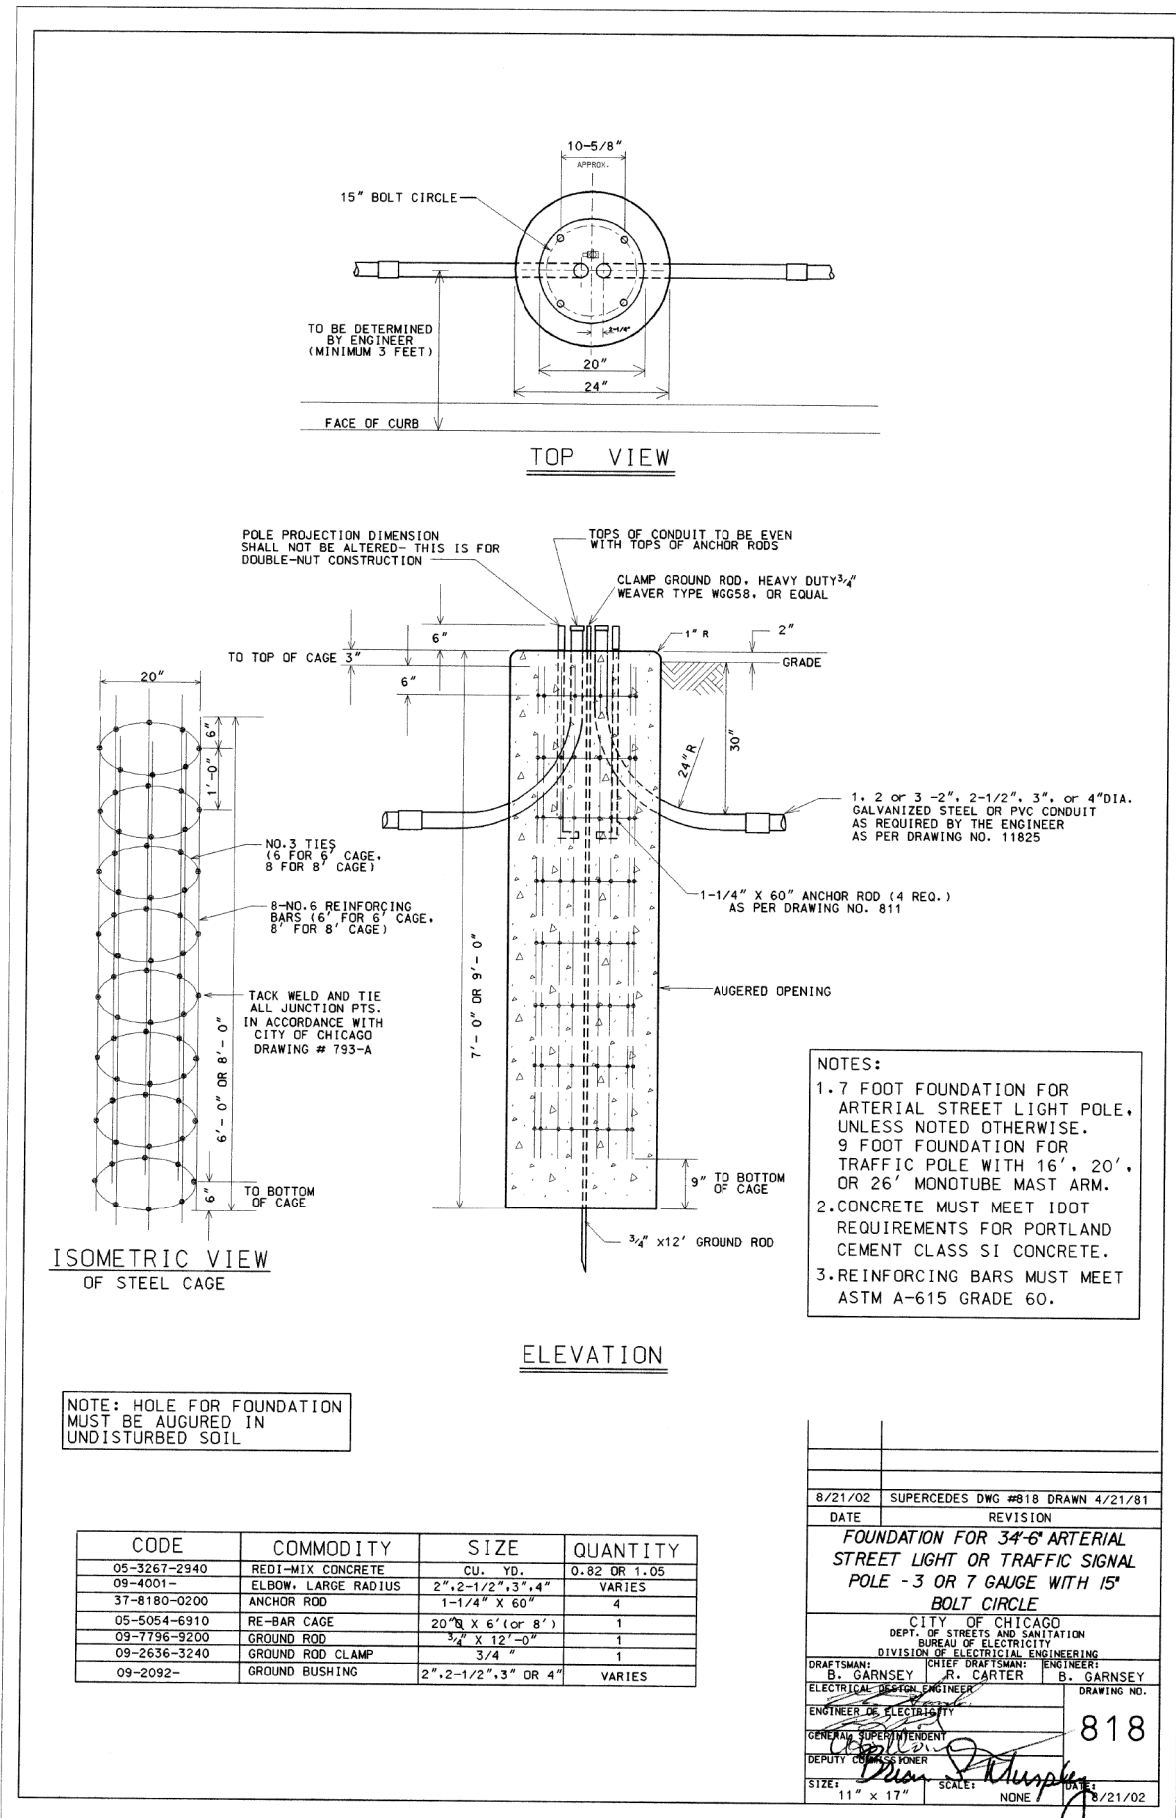 10-5/8"
APPROX.
15" BOLT CIRCLE
TO BE DETERMINED
BY ENGINEER
(MINIMUM 3 FEET)
2-1/4"
20"
24"
FACE OF CURB
TOP VIEW
POLE PROJECTION DIMENSION
SHALL NOT BE ALTERED- THIS IS FOR
DOUBLE-NUT CONSTRUCTION
TOPS OF CONDUIT TO BE EVEN
WITH TOPS OF ANCHOR RODS
CLAMP GROUND ROD, HEAVY DUTY 3/4"
WEAVER TYPE WGG58, OR EQUAL
6"
1" R
2"
TO TOP OF CAGE 3"
GRADE
6"
20"
6"
1'-0"
30"
24" R
1, 2 or 3 -2", 2-1/2", 3", or 4"DIA.
GALVANIZED STEEL OR PVC CONDUIT
AS REQUIRED BY THE ENGINEER
AS PER DRAWING NO. 11825
NO.3 TIES
(6 FOR 6' CAGE,
8 FOR 8' CAGE)
8-NO.6 REINFORCING
BARS (6' FOR 6' CAGE,
8' FOR 8' CAGE)
1-1/4" X 60" ANCHOR ROD (4 REQ.)
AS PER DRAWING NO. 811
TACK WELD AND TIE
ALL JUNCTION PTS.
IN ACCORDANCE WITH
CITY OF CHICAGO
DRAWING # 793-A
AUGERED OPENING
7'- 0" OR 9'- 0"
6'- 0" OR 8'- 0"
6"
TO BOTTOM
OF CAGE
9" TO BOTTOM
OF CAGE
3/4" x12' GROUND ROD
ISOMETRIC VIEW
OF STEEL CAGE
ELEVATION
NOTES:
1.7 FOOT FOUNDATION FOR
ARTERIAL STREET LIGHT POLE,
UNLESS NOTED OTHERWISE.
9 FOOT FOUNDATION FOR
TRAFFIC POLE WITH 16', 20',
OR 26' MONOTUBE MAST ARM.
2.CONCRETE MUST MEET IDOT
REQUIREMENTS FOR PORTLAND
CEMENT CLASS SI CONCRETE.
3.REINFORCING BARS MUST MEET
ASTM A-615 GRADE 60.
NOTE: HOLE FOR FOUNDATION
MUST BE AUGURED IN
UNDISTURBED SOIL
CODE COMMODITY SIZE QUANTITY
05-3267-2940 REDI-MIX CONCRETE CU. YD. 0.82 OR 1.05
09-4001- ELBOW, LARGE RADIUS 2",2-1/2",3",4" VARIES
37-8180-0200 ANCHOR ROD 1-1/4" X 60" 4
05-5054-6910 RE-BAR CAGE 20" X 6'(or 8') 1
09-7796-9200 GROUND ROD 3/4" X 12'-0" 1
09-2636-3240 GROUND ROD CLAMP 3/4 " 1
09-2092- GROUND BUSHING 2",2-1/2",3" OR 4" VARIES
8/21/02 SUPERCEDES DWG #818 DRAWN 4/21/81
DATE REVISION
FOUNDATION FOR 34'-6" ARTERIAL
STREET LIGHT OR TRAFFIC SIGNAL
POLE - 3 OR 7 GAUGE WITH 15"
BOLT CIRCLE
CITY OF CHICAGO
DEPT. OF STREETS AND SANITATION
BUREAU OF ELECTRICITY
DIVISION OF ELECTRICAL ENGINEERING
DRAFTSMAN: CHIEF DRAFTSMAN: ENGINEER:
B. GARNSEY R. CARTER B. GARNSEY
ELECTRICAL DESIGN ENGINEER
DRAWING NO.
ENGINEER OF ELECTRICITY
818
GENERAL SUPERINTENDENT
DEPUTY COMMISSIONER
Brian Murphy
SIZE: SCALE: DATE:
11" x 17" NONE 8/21/02